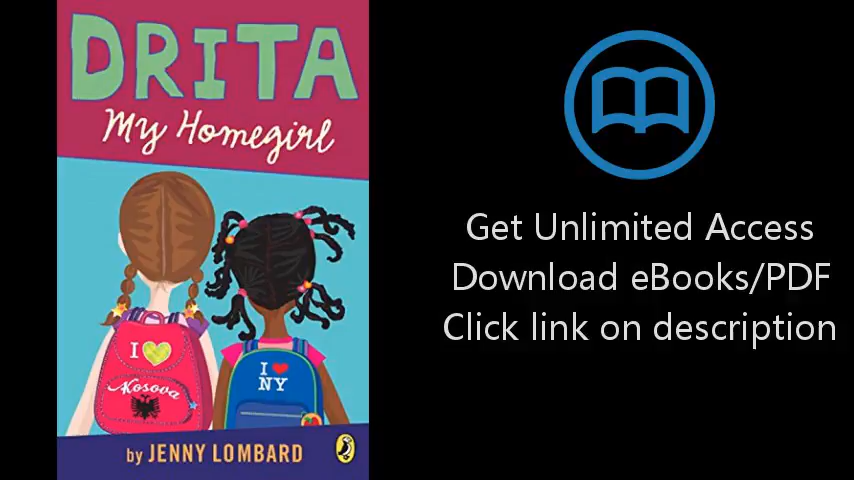 DRITA
My Homegirl
I
Kosova
I
NY
by JENNY LOMBARD
Get Unlimited Access
Download eBooks/PDF
Click link on description